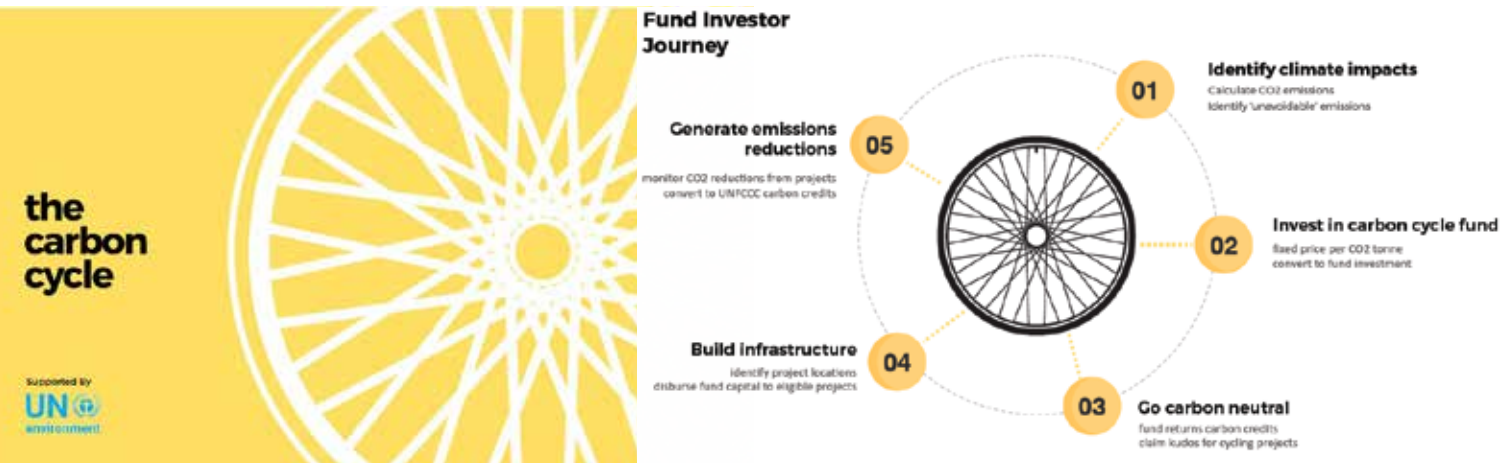 the
carbon
cycle
Supported by
UN
environment
Fund Investor
Journey
01
Identify climate impacts
Calculate CO2 emissions
Identify 'unavoidable' emissions
02
Invest in carbon cycle fund
fixed price per CO2 tonne
convert to fund investment
03
Go carbon neutral
fund returns carbon credits
claim kudos for cycling projects
04
Build infrastructure
identify project locations
disburse fund capital to eligible projects
05
Generate emissions
reductions
monitor CO2 reductions from projects
convert to UNFCCC carbon credits